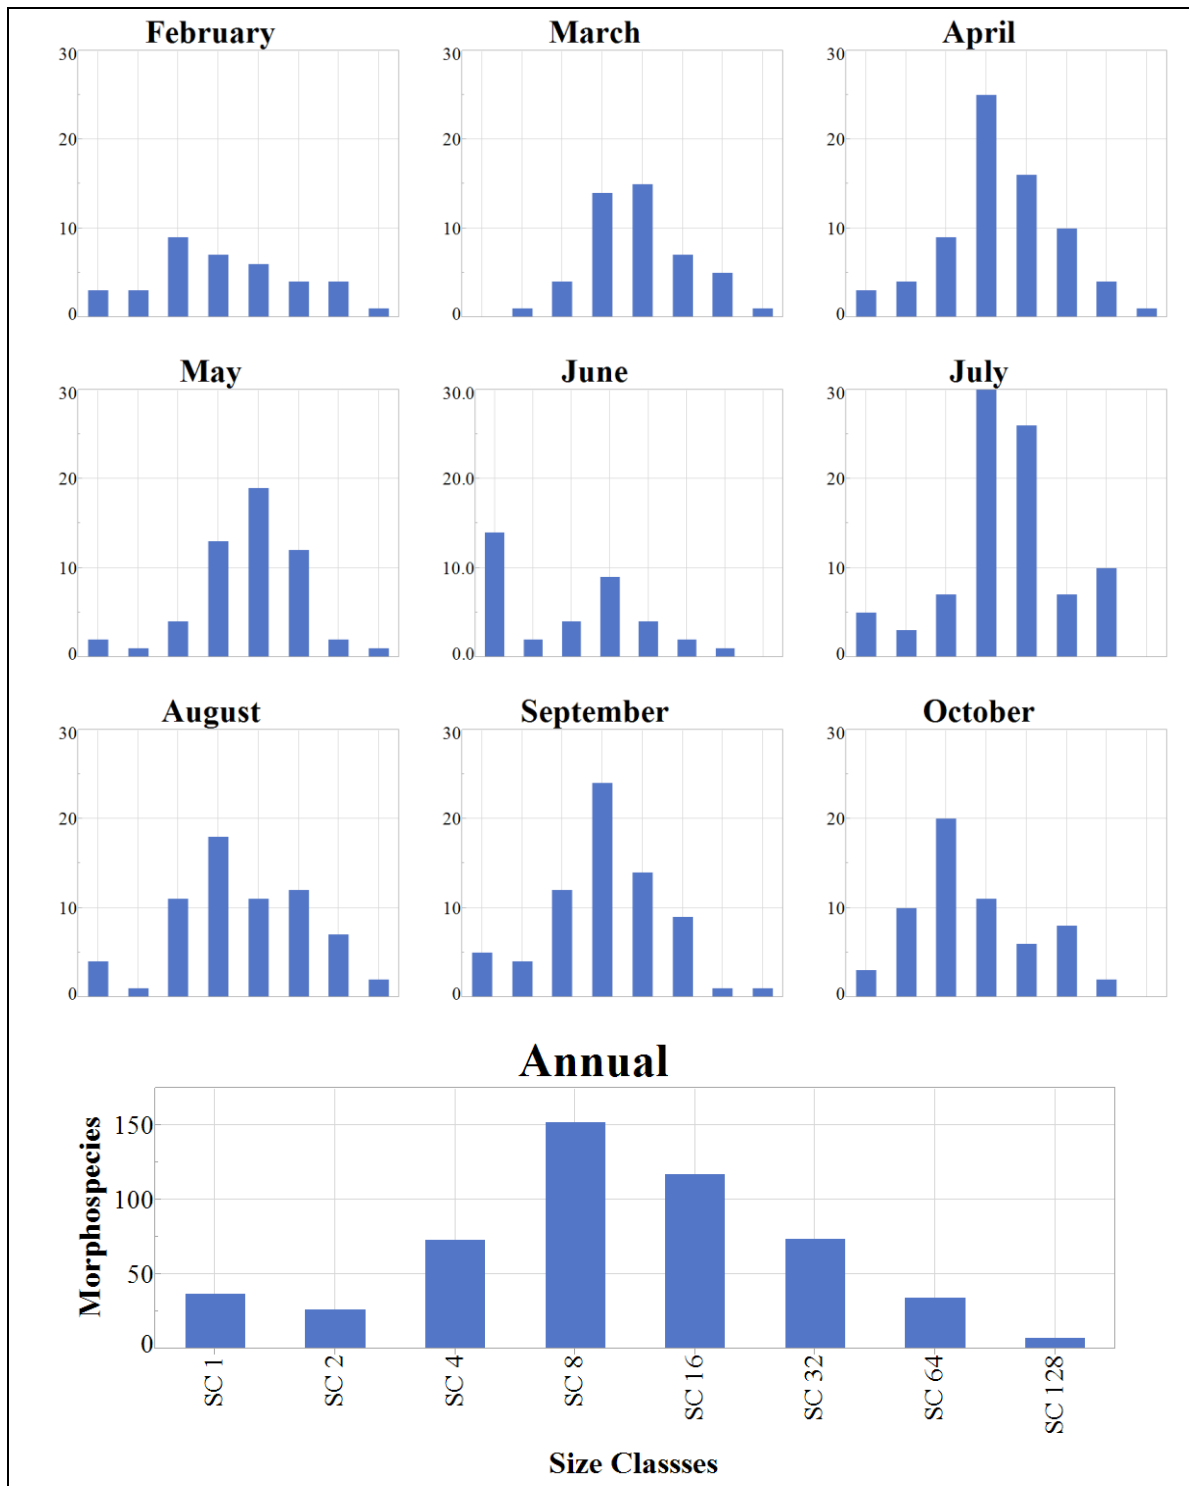 February March April
30 30 30
20 20 20
10 10 10
0 0 0
May June July
30 30.0 30
20 20.0 20
10 10.0 10
0 0.0 0
August September October
30 30 30
20 20 20
10 10 10
0 0 0
Annual
Morphospecies
150
100
50
0
SC 1 SC 2 SC 4 SC 8 SC 16 SC 32 SC 64 SC 128
Size Classses